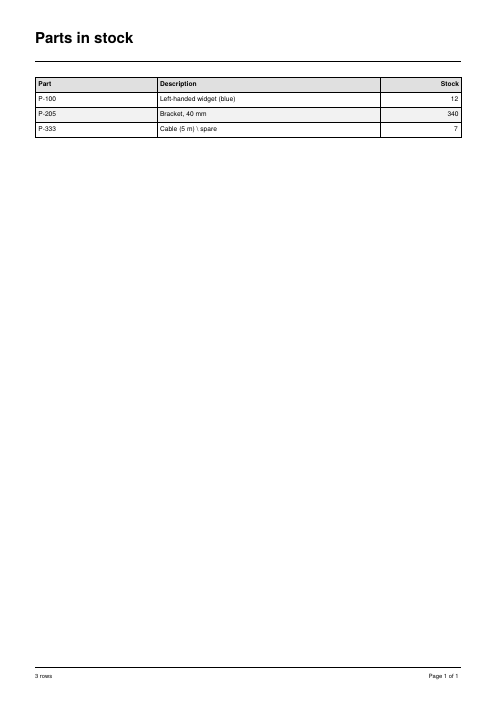 Parts in stock
Part Description Stock
P-100 Left-handed widget (blue) 12
P-205 Bracket, 40 mm 340
P-333 Cable (5 m) \ spare 7
3 rows Page 1 of 1